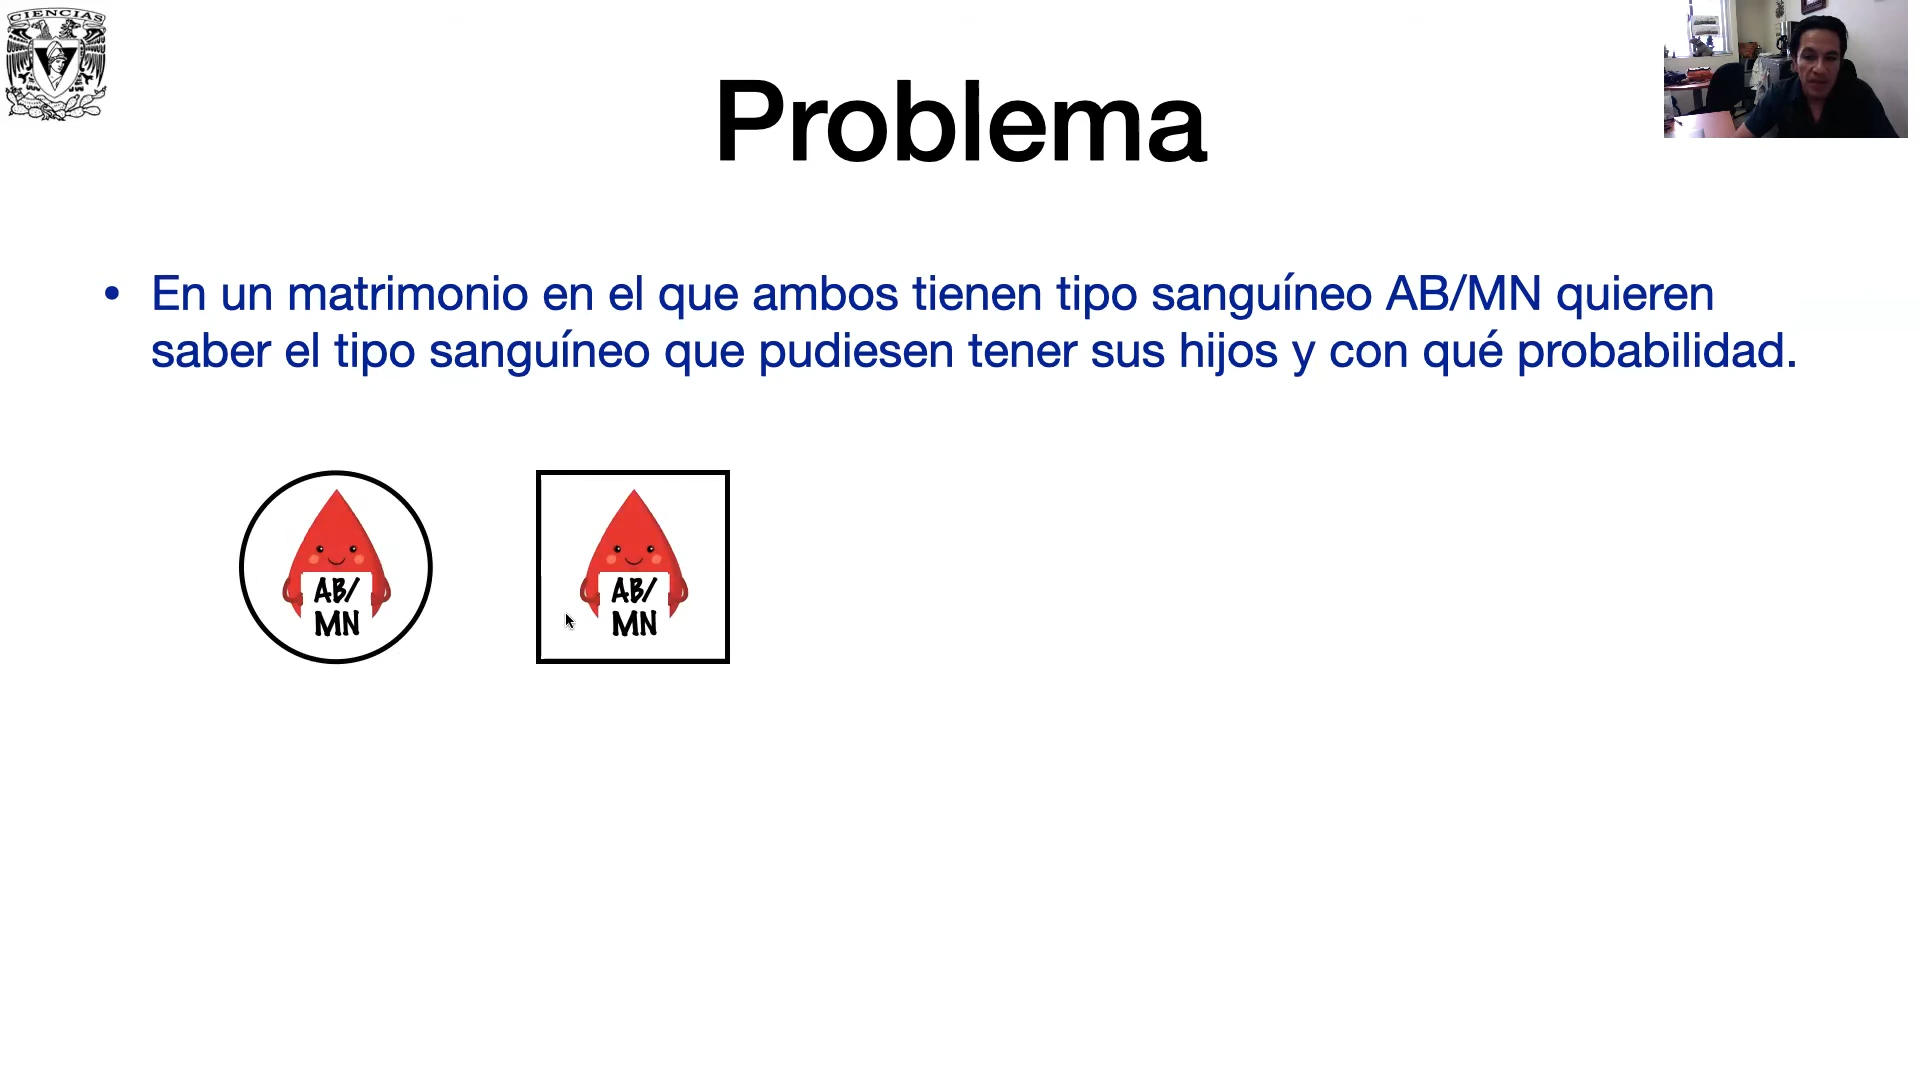 CIENCIAS
Problema
• En un matrimonio en el que ambos tienen tipo sanguíneo AB/MN quieren
saber el tipo sanguíneo que pudiesen tener sus hijos y con qué probabilidad.
AB/
MN
AB/
MN